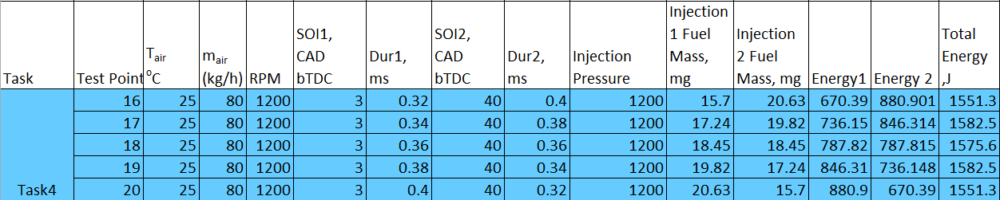 Task Test Point T air °C m air (kg/h) RPM SOI1, CAD bTDC Dur1, ms SOI2, CAD bTDC Dur2, ms Injection Pressure Injection 1 Fuel Mass, mg Injection 2 Fuel Mass, mg Energy1 Energy 2 Total Energy ,J
16 25 80 1200 3 0.32 40 0.4 1200 15.7 20.63 670.39 880.901 1551.3
17 25 80 1200 3 0.34 40 0.38 1200 17.24 19.82 736.15 846.314 1582.5
18 25 80 1200 3 0.36 40 0.36 1200 18.45 18.45 787.82 787.815 1575.6
19 25 80 1200 3 0.38 40 0.34 1200 19.82 17.24 846.31 736.148 1582.5
Task4 20 25 80 1200 3 0.4 40 0.32 1200 20.63 15.7 880.9 670.39 1551.3